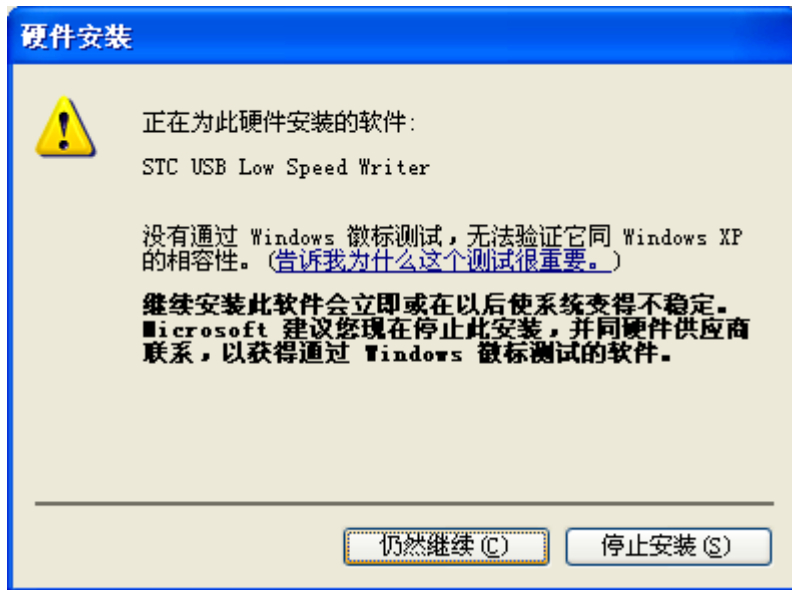 硬件安装
正在为此硬件安装的软件:
STC USB Low Speed Writer
没有通过 Windows 徽标测试，无法验证它同 Windows XP
的相容性。(告诉我为什么这个测试很重要。)
继续安装此软件会立即或在以后使系统变得不稳定。
Microsoft 建议您现在停止此安装，并同硬件供应商
联系，以获得通过 Windows 徽标测试的软件。
仍然继续(C)
停止安装(S)